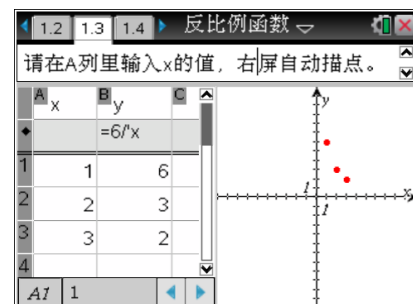 1.2 1.3 1.4 反比例函数
请在A列里输入x的值，右屏自动描点。
A x B y C
=6/'x
1 1 6
2 2 3
3 3 2
4
A1 1
y
1
x
1